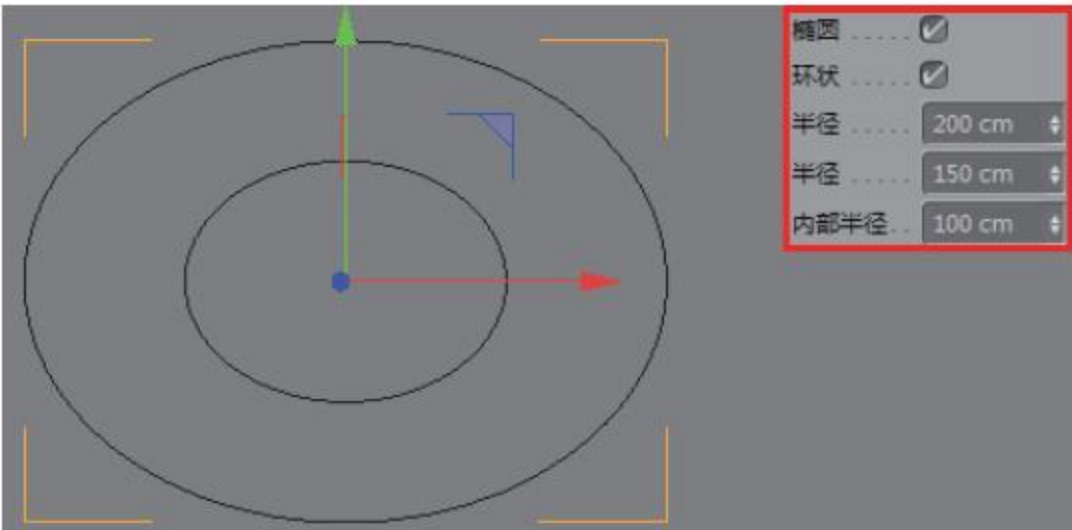 椭圆 .....
环状 .....
半径 ..... 200 cm
半径 ..... 150 cm
内部半径 .. 100 cm